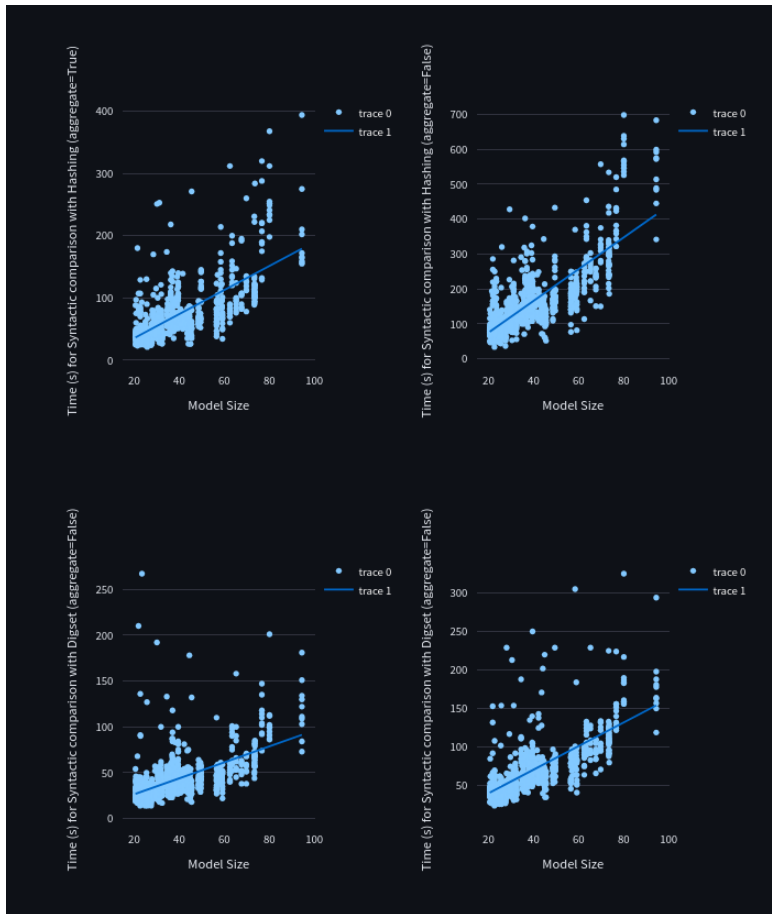 Time (s) for Syntactic comparison with Hashing (aggregate=True)
400
300
200
100
0
20 40 60 80 100
Model Size
trace 0
trace 1
Time (s) for Syntactic comparison with Hashing (aggregate=False)
700
600
500
400
300
200
100
0
20 40 60 80 100
Model Size
trace 0
trace 1
Time (s) for Syntactic comparison with Digset (aggregate=False)
250
200
150
100
50
0
20 40 60 80 100
Model Size
trace 0
trace 1
Time (s) for Syntactic comparison with Digset (aggregate=False)
300
250
200
150
100
50
20 40 60 80 100
Model Size
trace 0
trace 1